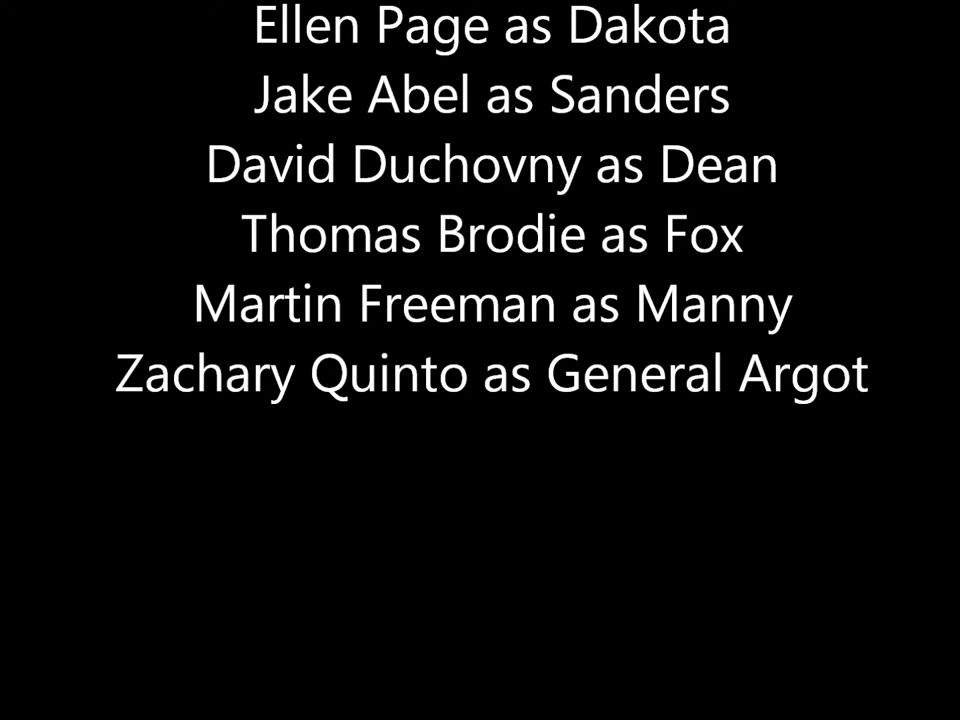 Ellen Page as Dakota
Jake Abel as Sanders
David Duchovny as Dean
Thomas Brodie as Fox
Martin Freeman as Manny
Zachary Quinto as General Argot